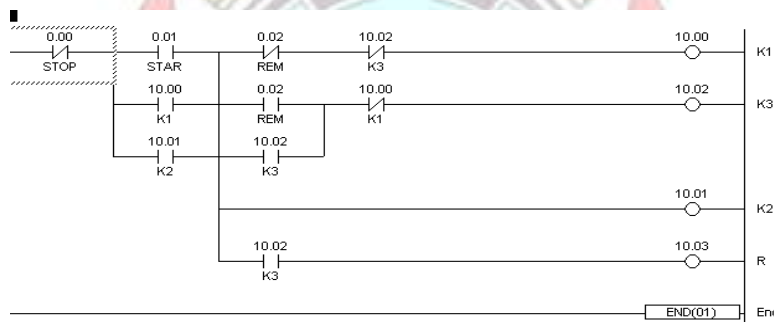 0.00 0.01 0.02 10.02 10.00
STOP STAR REM K3 K1
10.00 0.02 10.00 10.02
K1 REM K1 K3
10.01 10.02
K2 K3
10.01
K2
10.02 10.03
K3 R
END(01) En